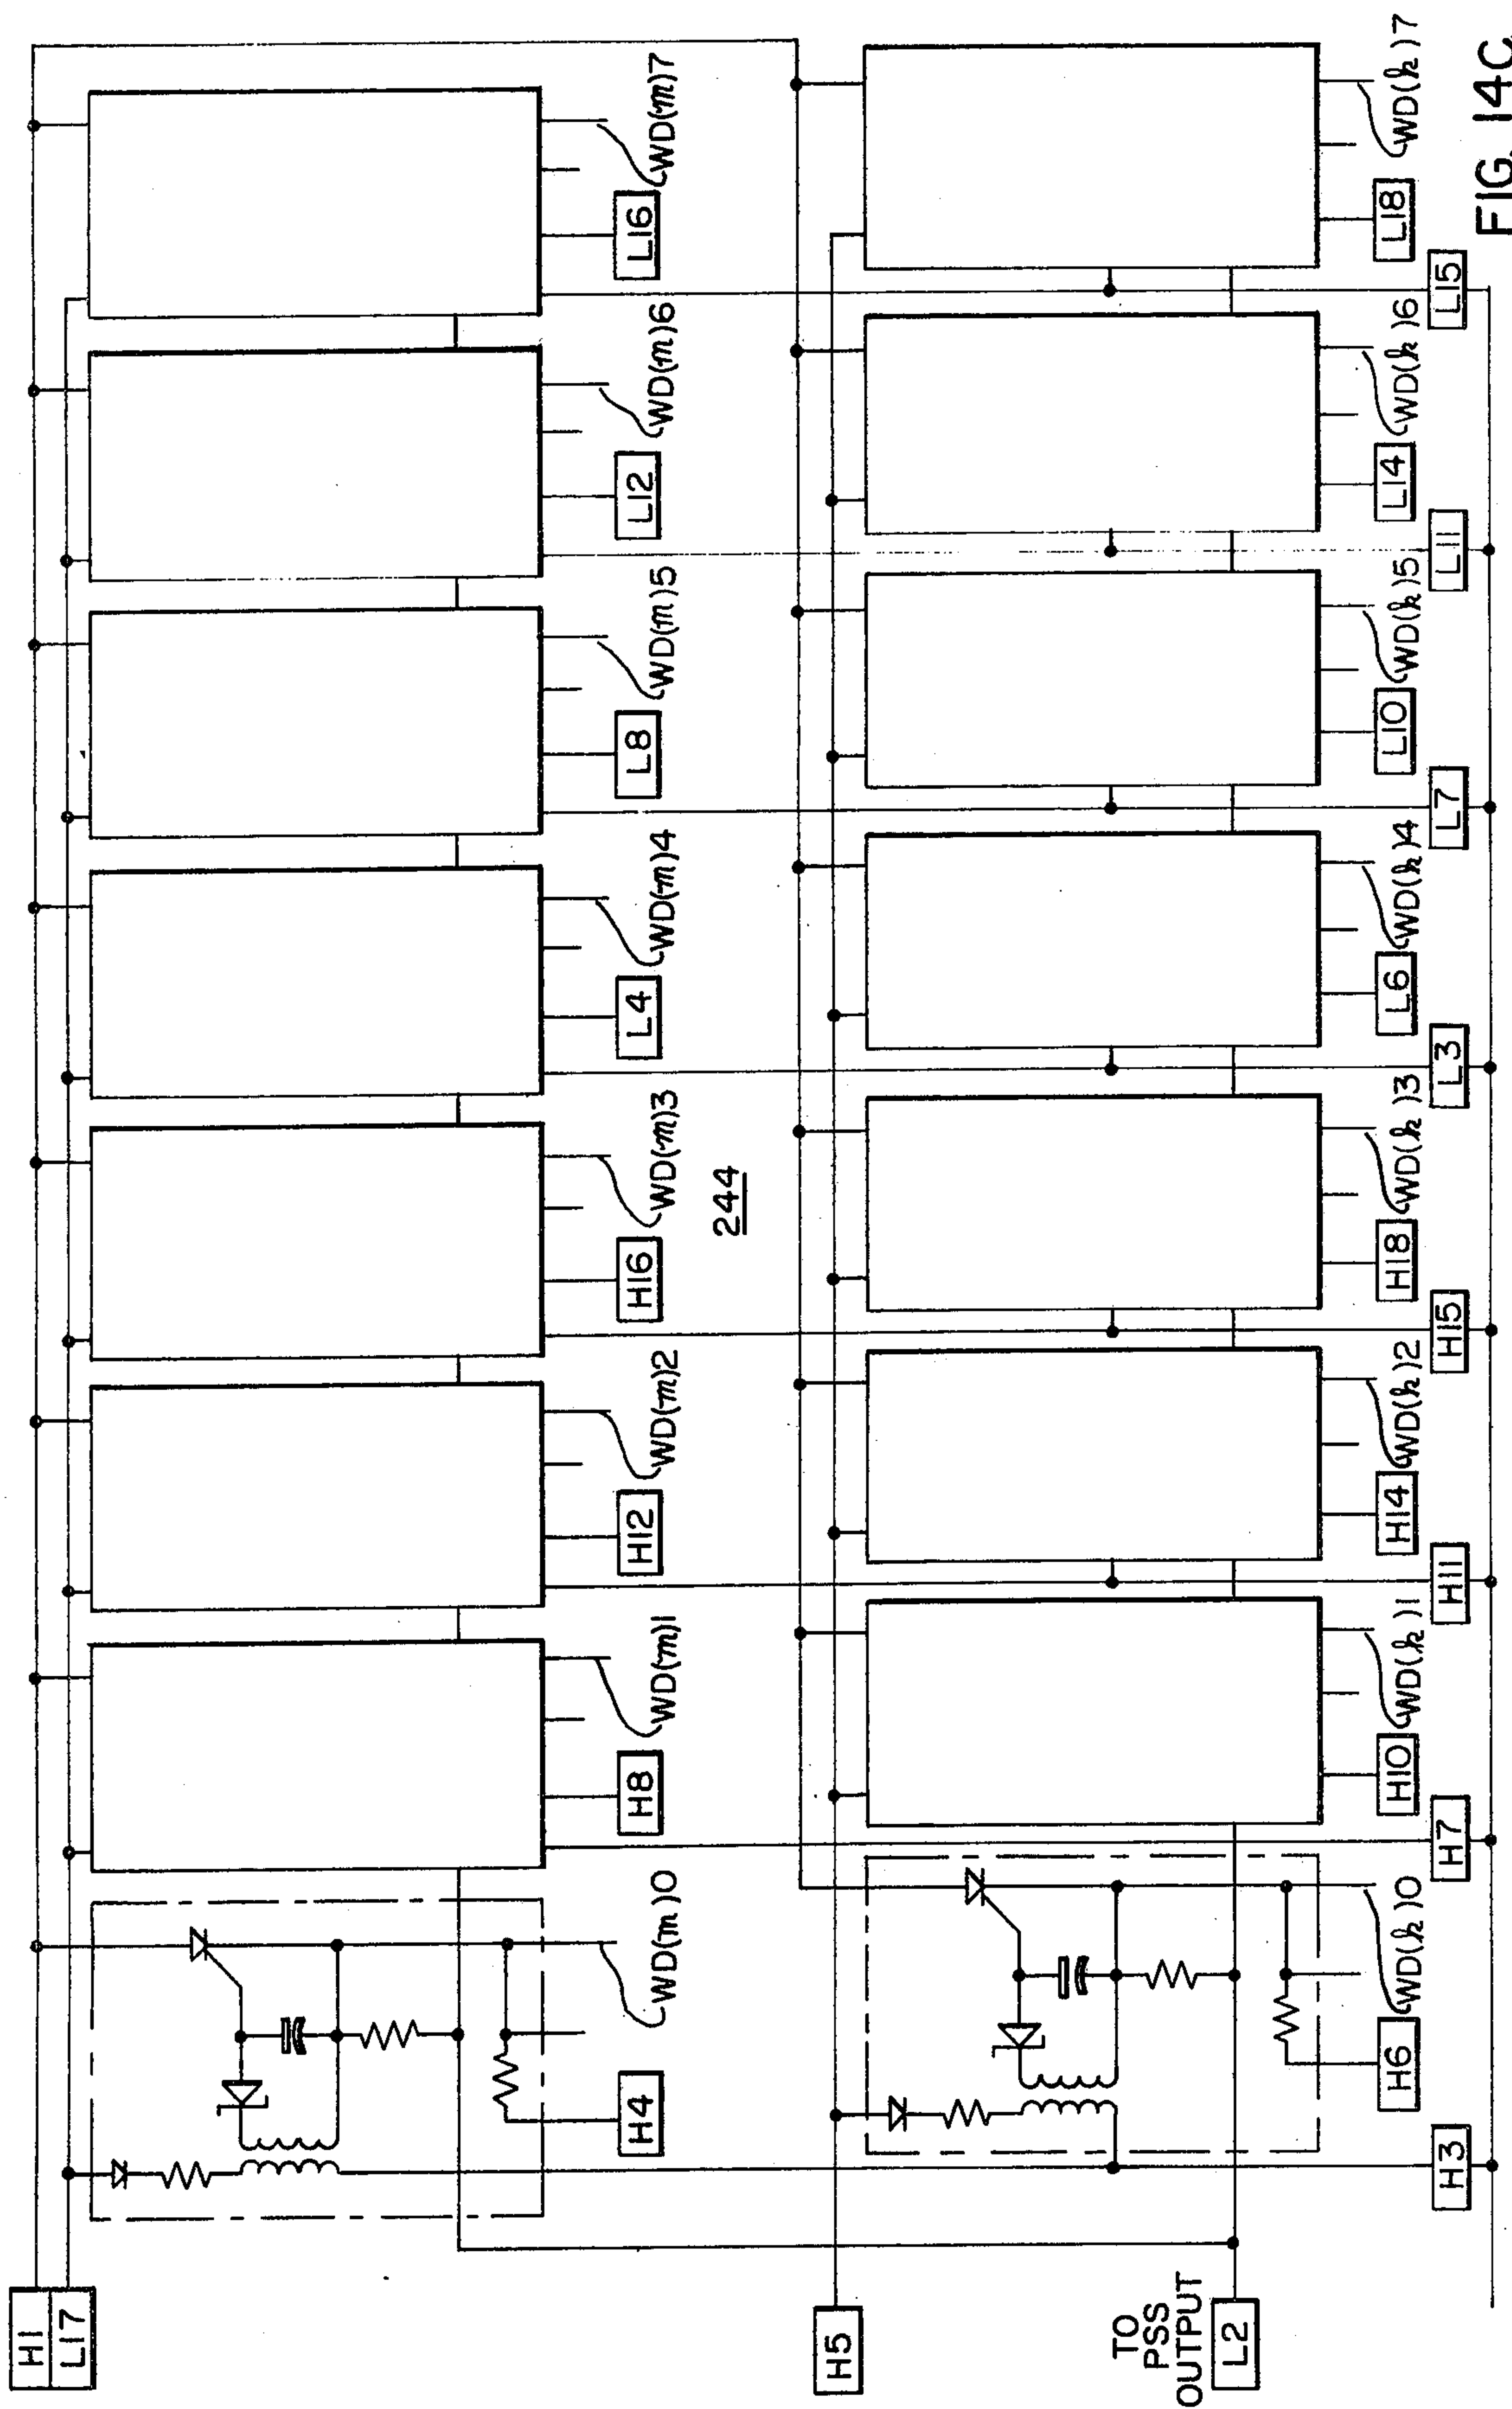 H1
L17
H4 WD(m)0 H8 WD(m)1 H12 WD(m)2 H16 WD(m)3 L4 WD(m)4 L8 WD(m)5 L12 WD(m)6 L16 WD(m)7
244
H5
TO
PSS
OUTPUT
L2
H6 WD(k)0 H10 WD(k)1 H14 WD(k)2 H18 WD(k)3 L6 WD(k)4 L10 WD(k)5 L14 WD(k)6 L18 WD(k)7
H3 H7 H11 H15 L3 L7 L11 L15
FIG. 14C